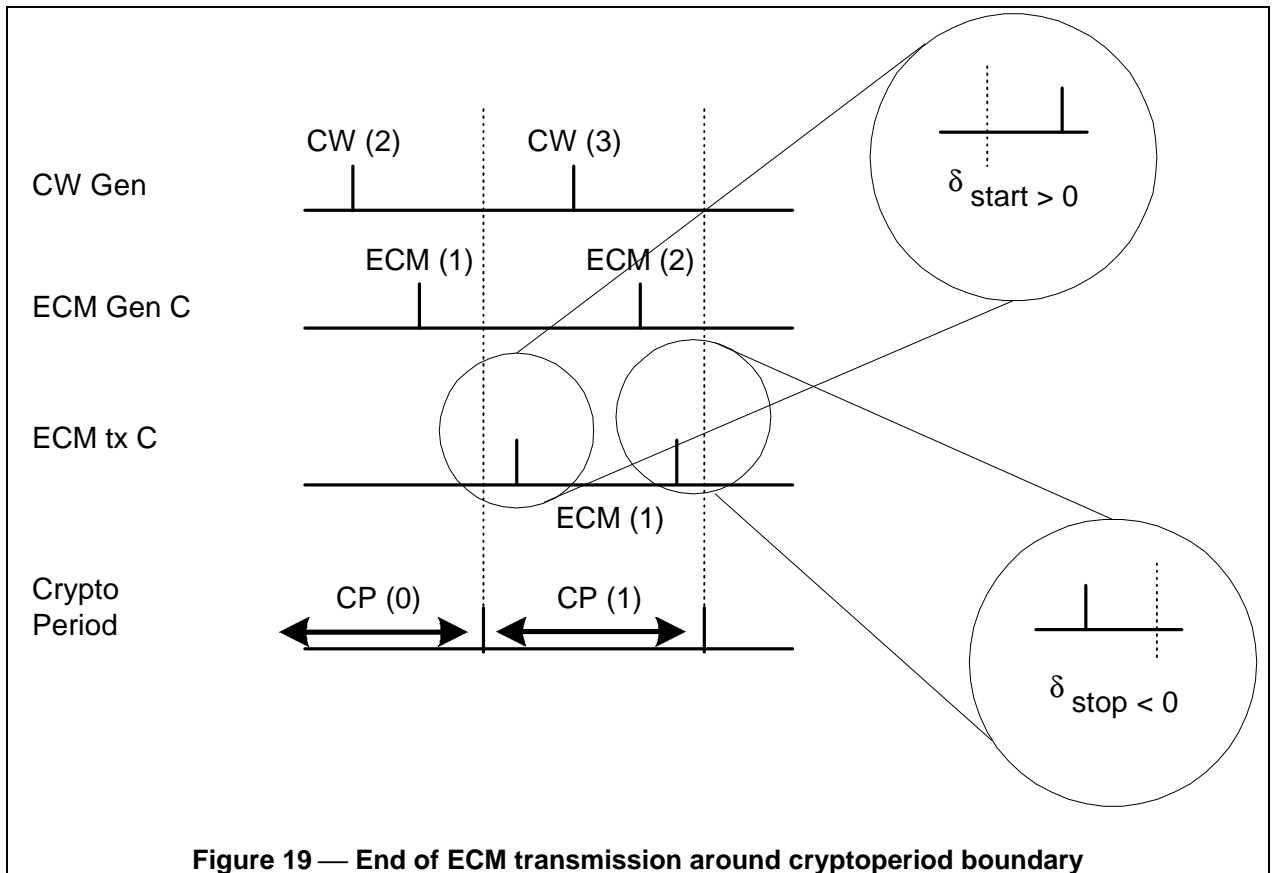 CW (2)
CW (3)
CW Gen
δ start > 0
ECM (1)
ECM (2)
ECM Gen C
ECM tx C
ECM (1)
Crypto
Period
CP (0)
CP (1)
δ stop < 0
Figure 19 — End of ECM transmission around cryptoperiod boundary